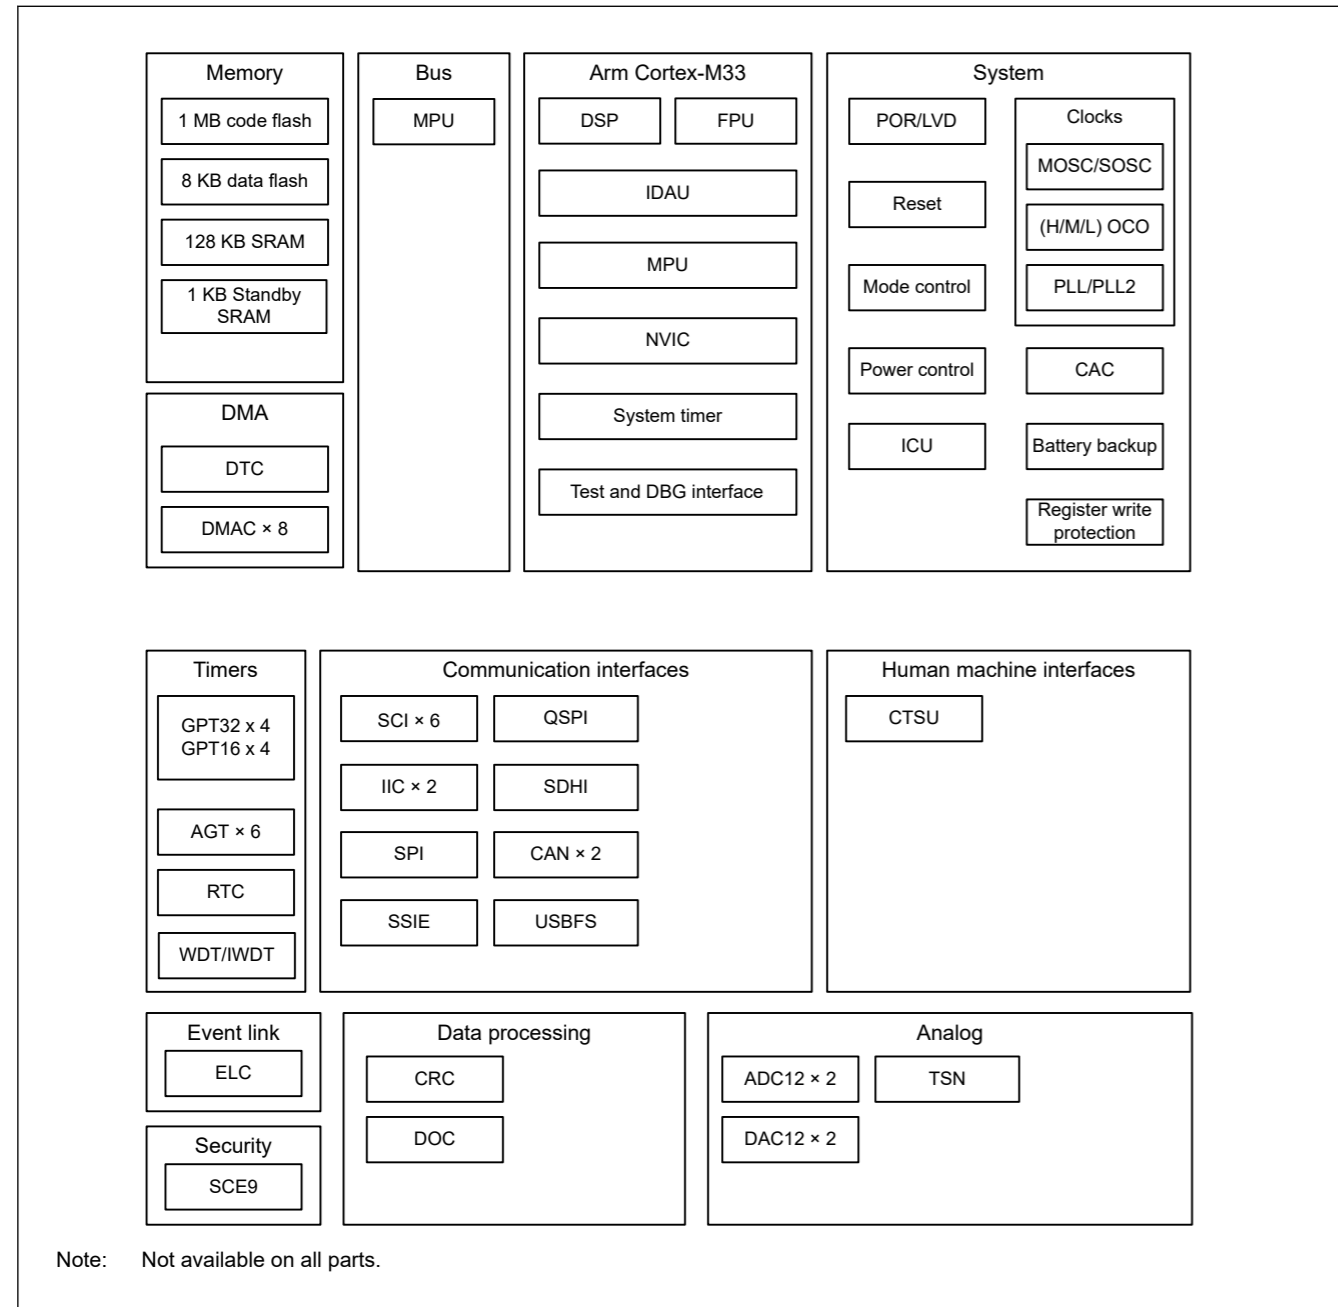 Memory
1 MB code flash
8 KB data flash
128 KB SRAM
1 KB Standby
SRAM
DMA
DTC
DMAC × 8
Bus
MPU
Arm Cortex-M33
DSP
FPU
IDAU
MPU
NVIC
System timer
Test and DBG interface
System
POR/LVD
Reset
Mode control
Power control
ICU
Clocks
MOSC/SOSC
(H/M/L) OCO
PLL/PLL2
CAC
Battery backup
Register write
protection
Timers
GPT32 x 4
GPT16 x 4
AGT × 6
RTC
WDT/IWDT
Communication interfaces
SCI × 6
QSPI
IIC × 2
SDHI
SPI
CAN × 2
SSIE
USBFS
Human machine interfaces
CTSU
Event link
ELC
Security
SCE9
Data processing
CRC
DOC
Analog
ADC12 × 2
TSN
DAC12 × 2
Note: Not available on all parts.